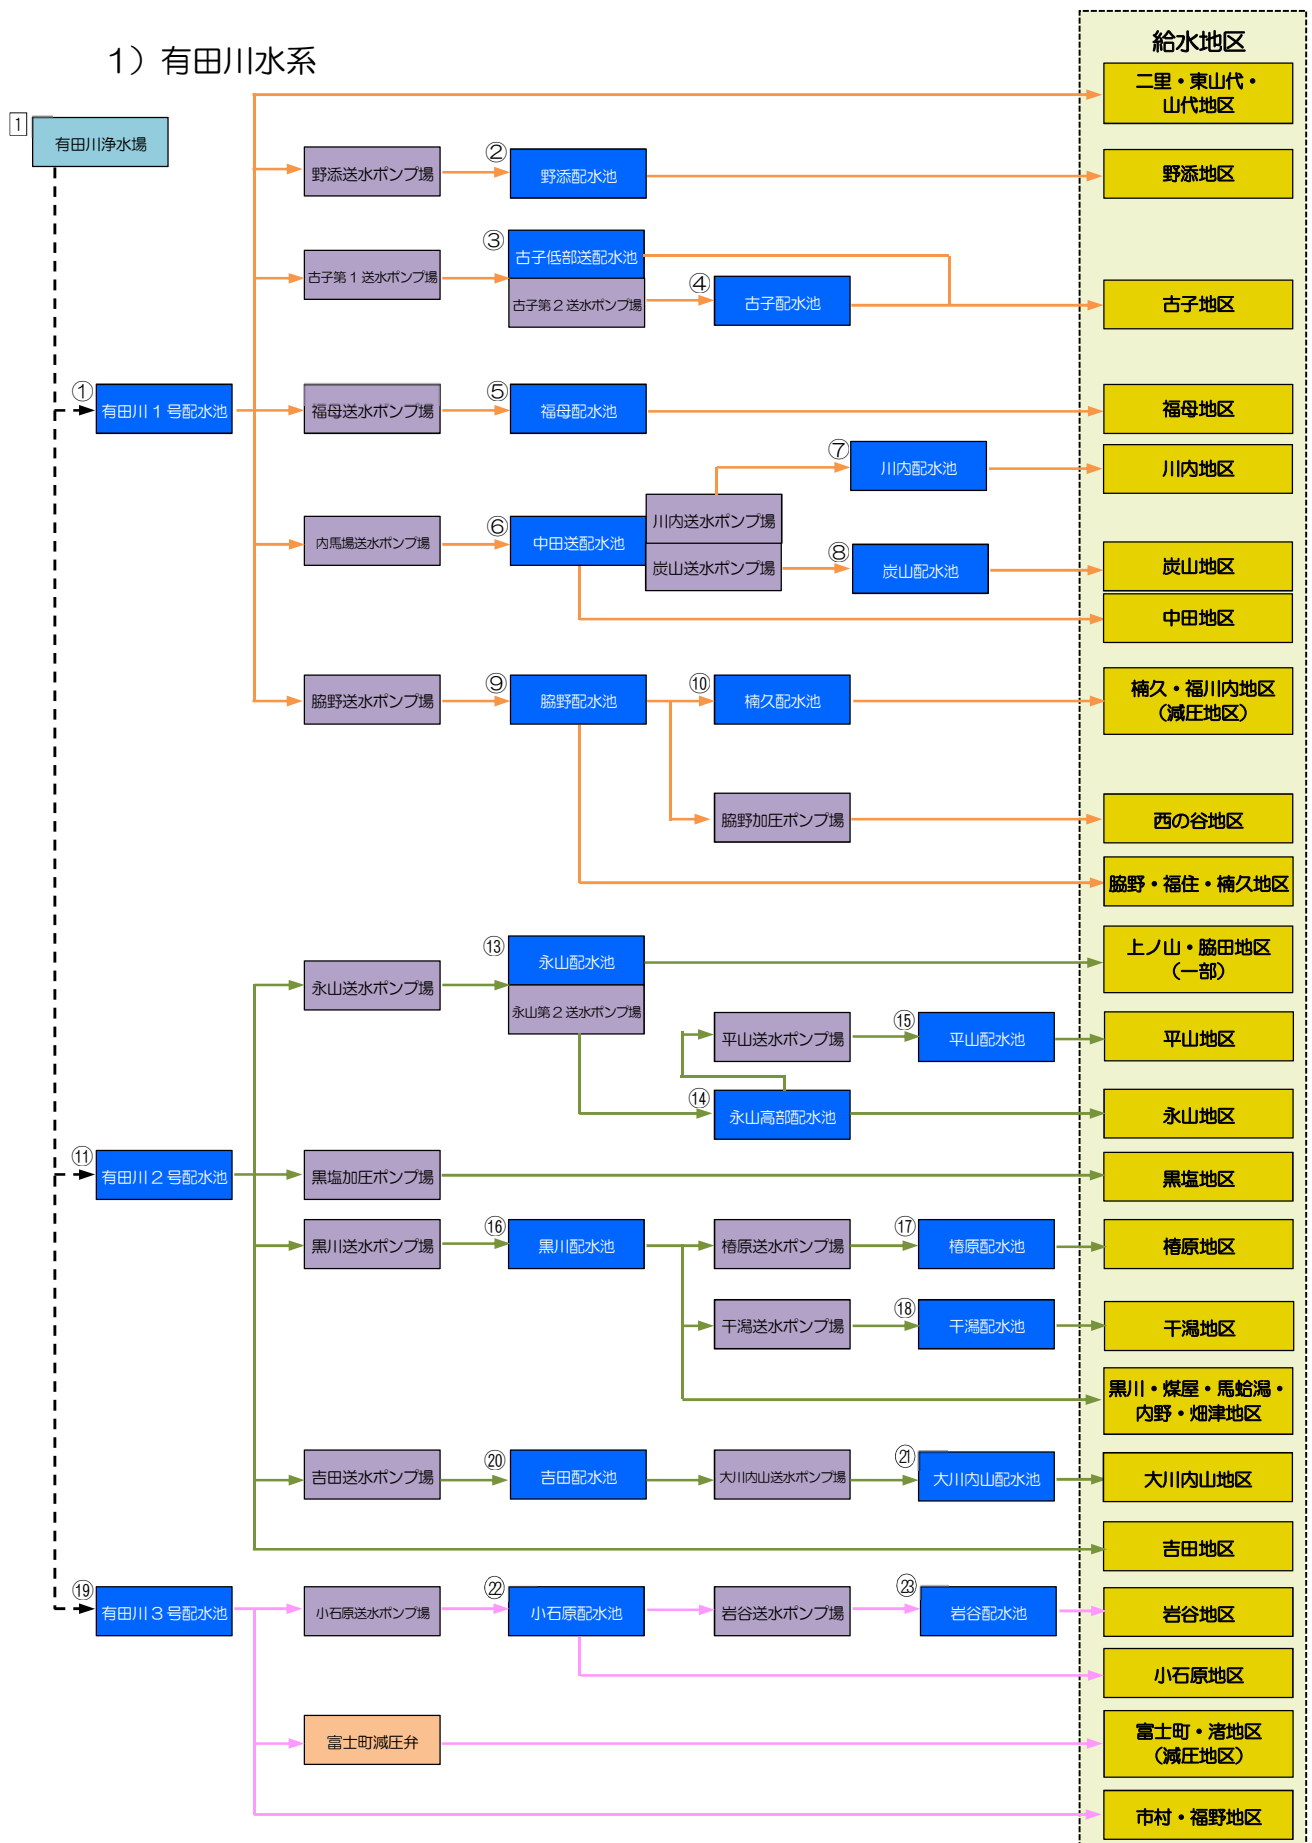 1）有田川水系
給水地区
1
有田川浄水場
二里・東山代・
山代地区
野添送水ポンプ場
②
野添配水池
野添地区
古子第１送水ポンプ場
③
古子低部送配水池
古子第２送水ポンプ場
④
古子配水池
古子地区
①
有田川１号配水池
福母送水ポンプ場
⑤
福母配水池
福母地区
⑦
川内配水池
川内地区
内馬場送水ポンプ場
⑥
中田送配水池
川内送水ポンプ場
炭山送水ポンプ場
⑧
炭山配水池
炭山地区
中田地区
脇野送水ポンプ場
⑨
脇野配水池
⑩
楠久配水池
楠久・福川内地区
（減圧地区）
脇野加圧ポンプ場
西の谷地区
脇野・福住・楠久地区
永山送水ポンプ場
⑬
永山配水池
永山第２送水ポンプ場
上ノ山・脇田地区
（一部）
平山送水ポンプ場
⑮
平山配水池
平山地区
⑭
永山高部配水池
永山地区
⑪
有田川２号配水池
黒塩加圧ポンプ場
黒塩地区
黒川送水ポンプ場
⑯
黒川配水池
椿原送水ポンプ場
⑰
椿原配水池
椿原地区
干潟送水ポンプ場
⑱
干潟配水池
干潟地区
黒川・煤屋・馬蛤潟・
内野・畑津地区
吉田送水ポンプ場
⑳
吉田配水池
大川内山送水ポンプ場
㉑
大川内山配水池
大川内山地区
吉田地区
⑲
有田川３号配水池
小石原送水ポンプ場
㉒
小石原配水池
岩谷送水ポンプ場
㉓
岩谷配水池
岩谷地区
小石原地区
富士町減圧弁
富士町・渚地区
（減圧地区）
市村・福野地区